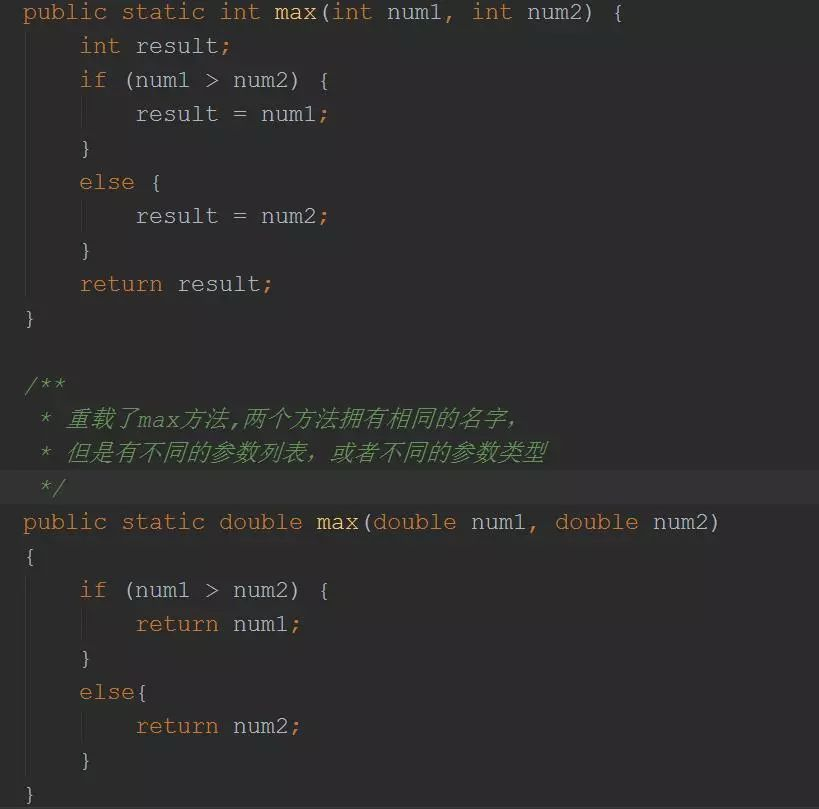 public static int max(int num1, int num2) {
    int result;
    if (num1 > num2) {
        result = num1;
    }
    else {
        result = num2;
    }
    return result;
}
/**
 * 重载了max方法,两个方法拥有相同的名字，
 * 但是有不同的参数列表，或者不同的参数类型
 */
public static double max(double num1, double num2)
{
    if (num1 > num2) {
        return num1;
    }
    else{
        return num2;
    }
}